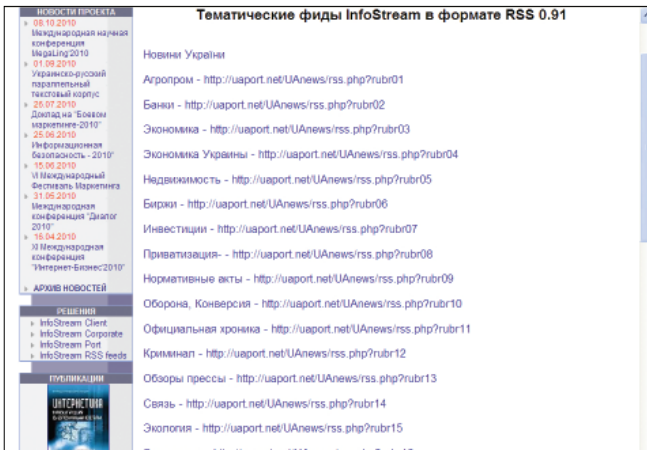 НОВОСТИ ПРОЕКТА
08.10.2010
Международная научная
конференция
MegaLing'2010
01.09.2010
Украинско-русский
параллельный
текстовый корпус
26.07.2010
Доклад на "Боевом
маркетинге-2010"
25.06.2010
Информационная
безопасность - 2010"
15.06.2010
VI Международный
Фестиваль Маркетинга
31.05.2010
Международная
конференция "Диалог
2010"
16.04.2010
XI Международная
конференция
"Интернет-Бизнес'2010"
АРХИВ НОВОСТЕЙ
РЕШЕНИЯ
InfoStream Client
InfoStream Corporate
InfoStream Port
InfoStream RSS feeds
ПУБЛИКАЦИИ
ИНТЕРНЕТИКА
Тематические фиды InfoStream в формате RSS 0.91
Новини України
Агропром - http://uaport.net/UAnews/rss.php?rubr01
Банки - http://uaport.net/UAnews/rss.php?rubr02
Экономика - http://uaport.net/UAnews/rss.php?rubr03
Экономика Украины - http://uaport.net/UAnews/rss.php?rubr04
Недвижимость - http://uaport.net/UAnews/rss.php?rubr05
Биржи - http://uaport.net/UAnews/rss.php?rubr06
Инвестиции - http://uaport.net/UAnews/rss.php?rubr07
Приватизация- - http://uaport.net/UAnews/rss.php?rubr08
Нормативные акты - http://uaport.net/UAnews/rss.php?rubr09
Оборона, Конверсия - http://uaport.net/UAnews/rss.php?rubr10
Официальная хроника - http://uaport.net/UAnews/rss.php?rubr11
Криминал - http://uaport.net/UAnews/rss.php?rubr12
Обзоры прессы - http://uaport.net/UAnews/rss.php?rubr13
Связь - http://uaport.net/UAnews/rss.php?rubr14
Экология - http://uaport.net/UAnews/rss.php?rubr15